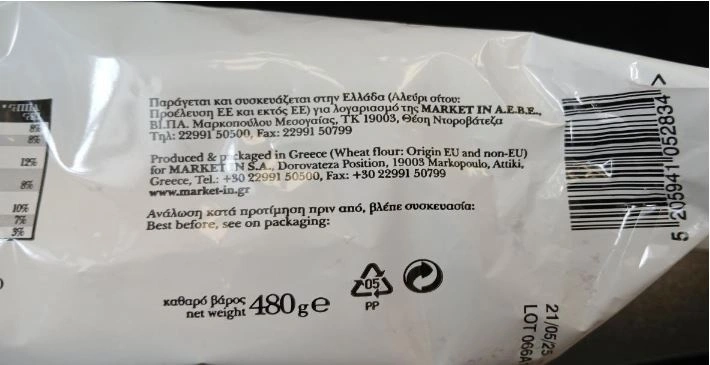 8%
8%
12%
8%
10%
7%
3%
Παράγεται και συσκευάζεται στην Ελλάδα (Αλεύρι σίτου:
Προέλευση ΕΕ και εκτός ΕΕ) για λογαριασμό της MARKET IN A.E.B.E.,
ΒΙ.ΠΑ. Μαρκοπούλου Μεσογαίας, ΤΚ 19003, Θέση Ντοροβάτεζα
Τηλ: 22991 50500, Fax: 22991 50799
Produced & packaged in Greece (Wheat flour: Origin EU and non-EU)
for MARKET IN S.A., Dorovateza Position, 19003 Markopoulo, Attiki,
Greece, Tel.: +30 22991 50500, Fax: +30 22991 50799
www.market-in.gr
Ανάλωση κατά προτίμηση πριν από, βλέπε συσκευασία:
Best before, see on packaging:
καθαρό βάρος
net weight 480g e
05
PP
5 205941 052834 >
21/05/25
LOT 066A